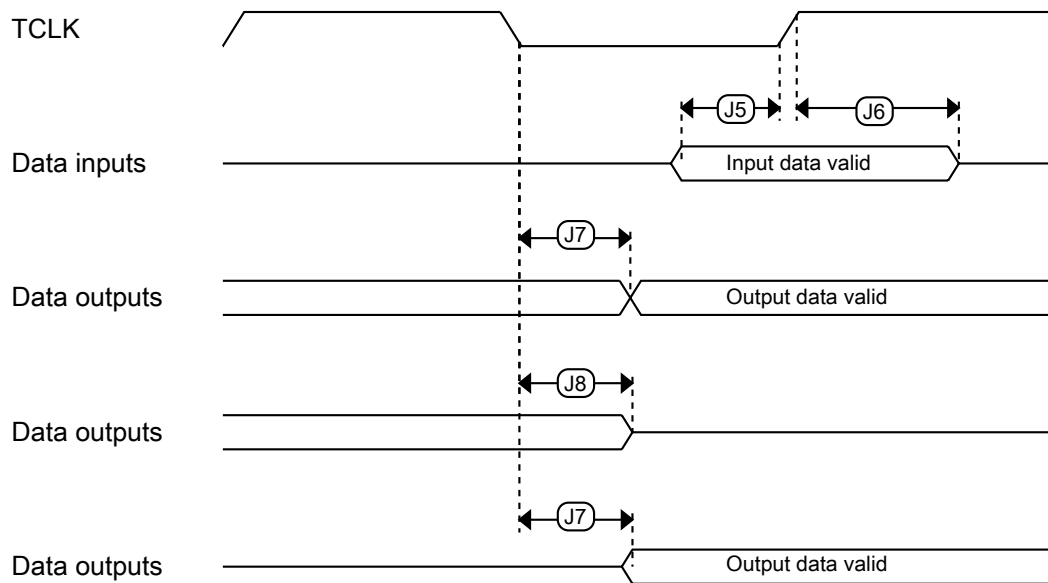 TCLK
J5
J6
Data inputs
Input data valid
J7
Data outputs
Output data valid
J8
Data outputs
J7
Data outputs
Output data valid